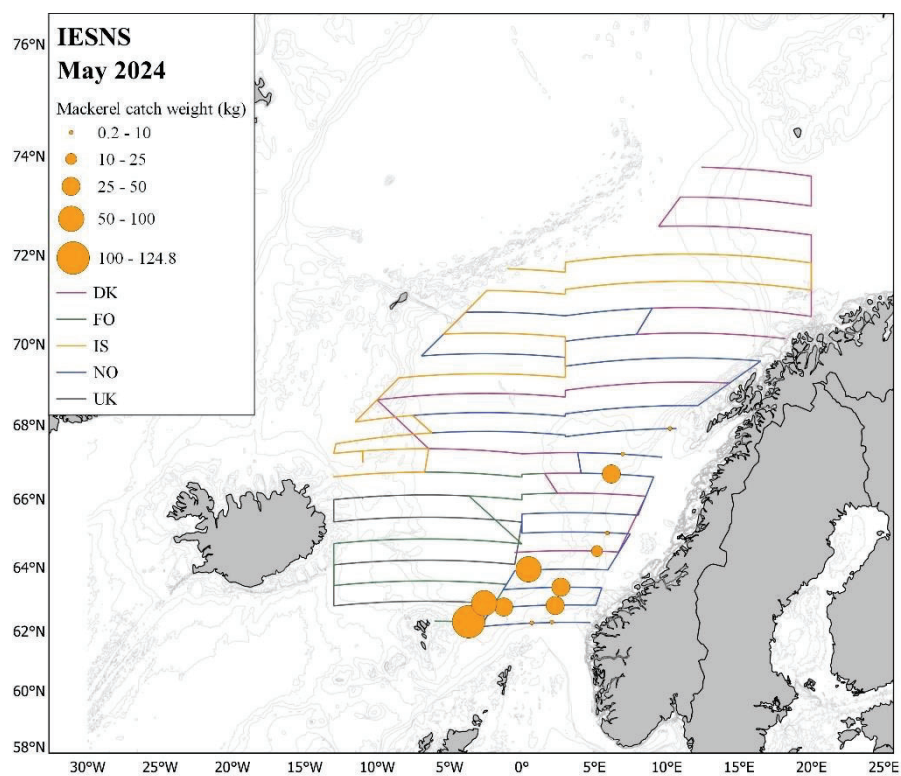 IESNS
May 2024
Mackerel catch weight (kg)
0.2 - 10
10 - 25
25 - 50
50 - 100
100 - 124.8
DK
FO
IS
NO
UK
76°N
74°N
72°N
70°N
68°N
66°N
64°N
62°N
60°N
58°N
30°W 25°W 20°W 15°W 10°W 5°W 0° 5°E 10°E 15°E 20°E 25°E